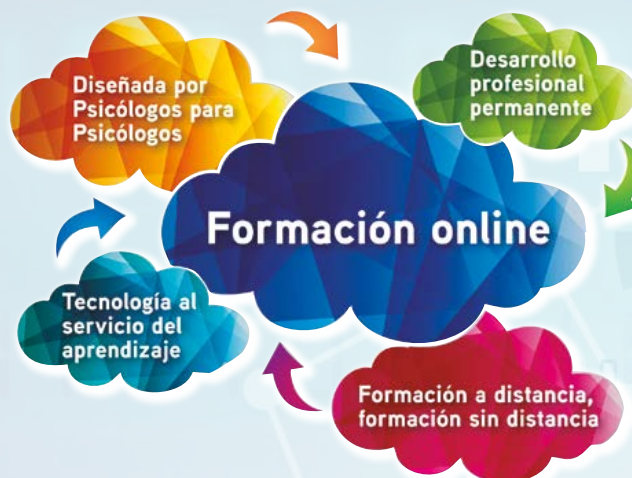 Diseñada por
Psicólogos para
Psicólogos
Desarrollo
profesional
permanente
Formación online
Tecnología al
servicio del
aprendizaje
Formación a distancia,
formación sin distancia